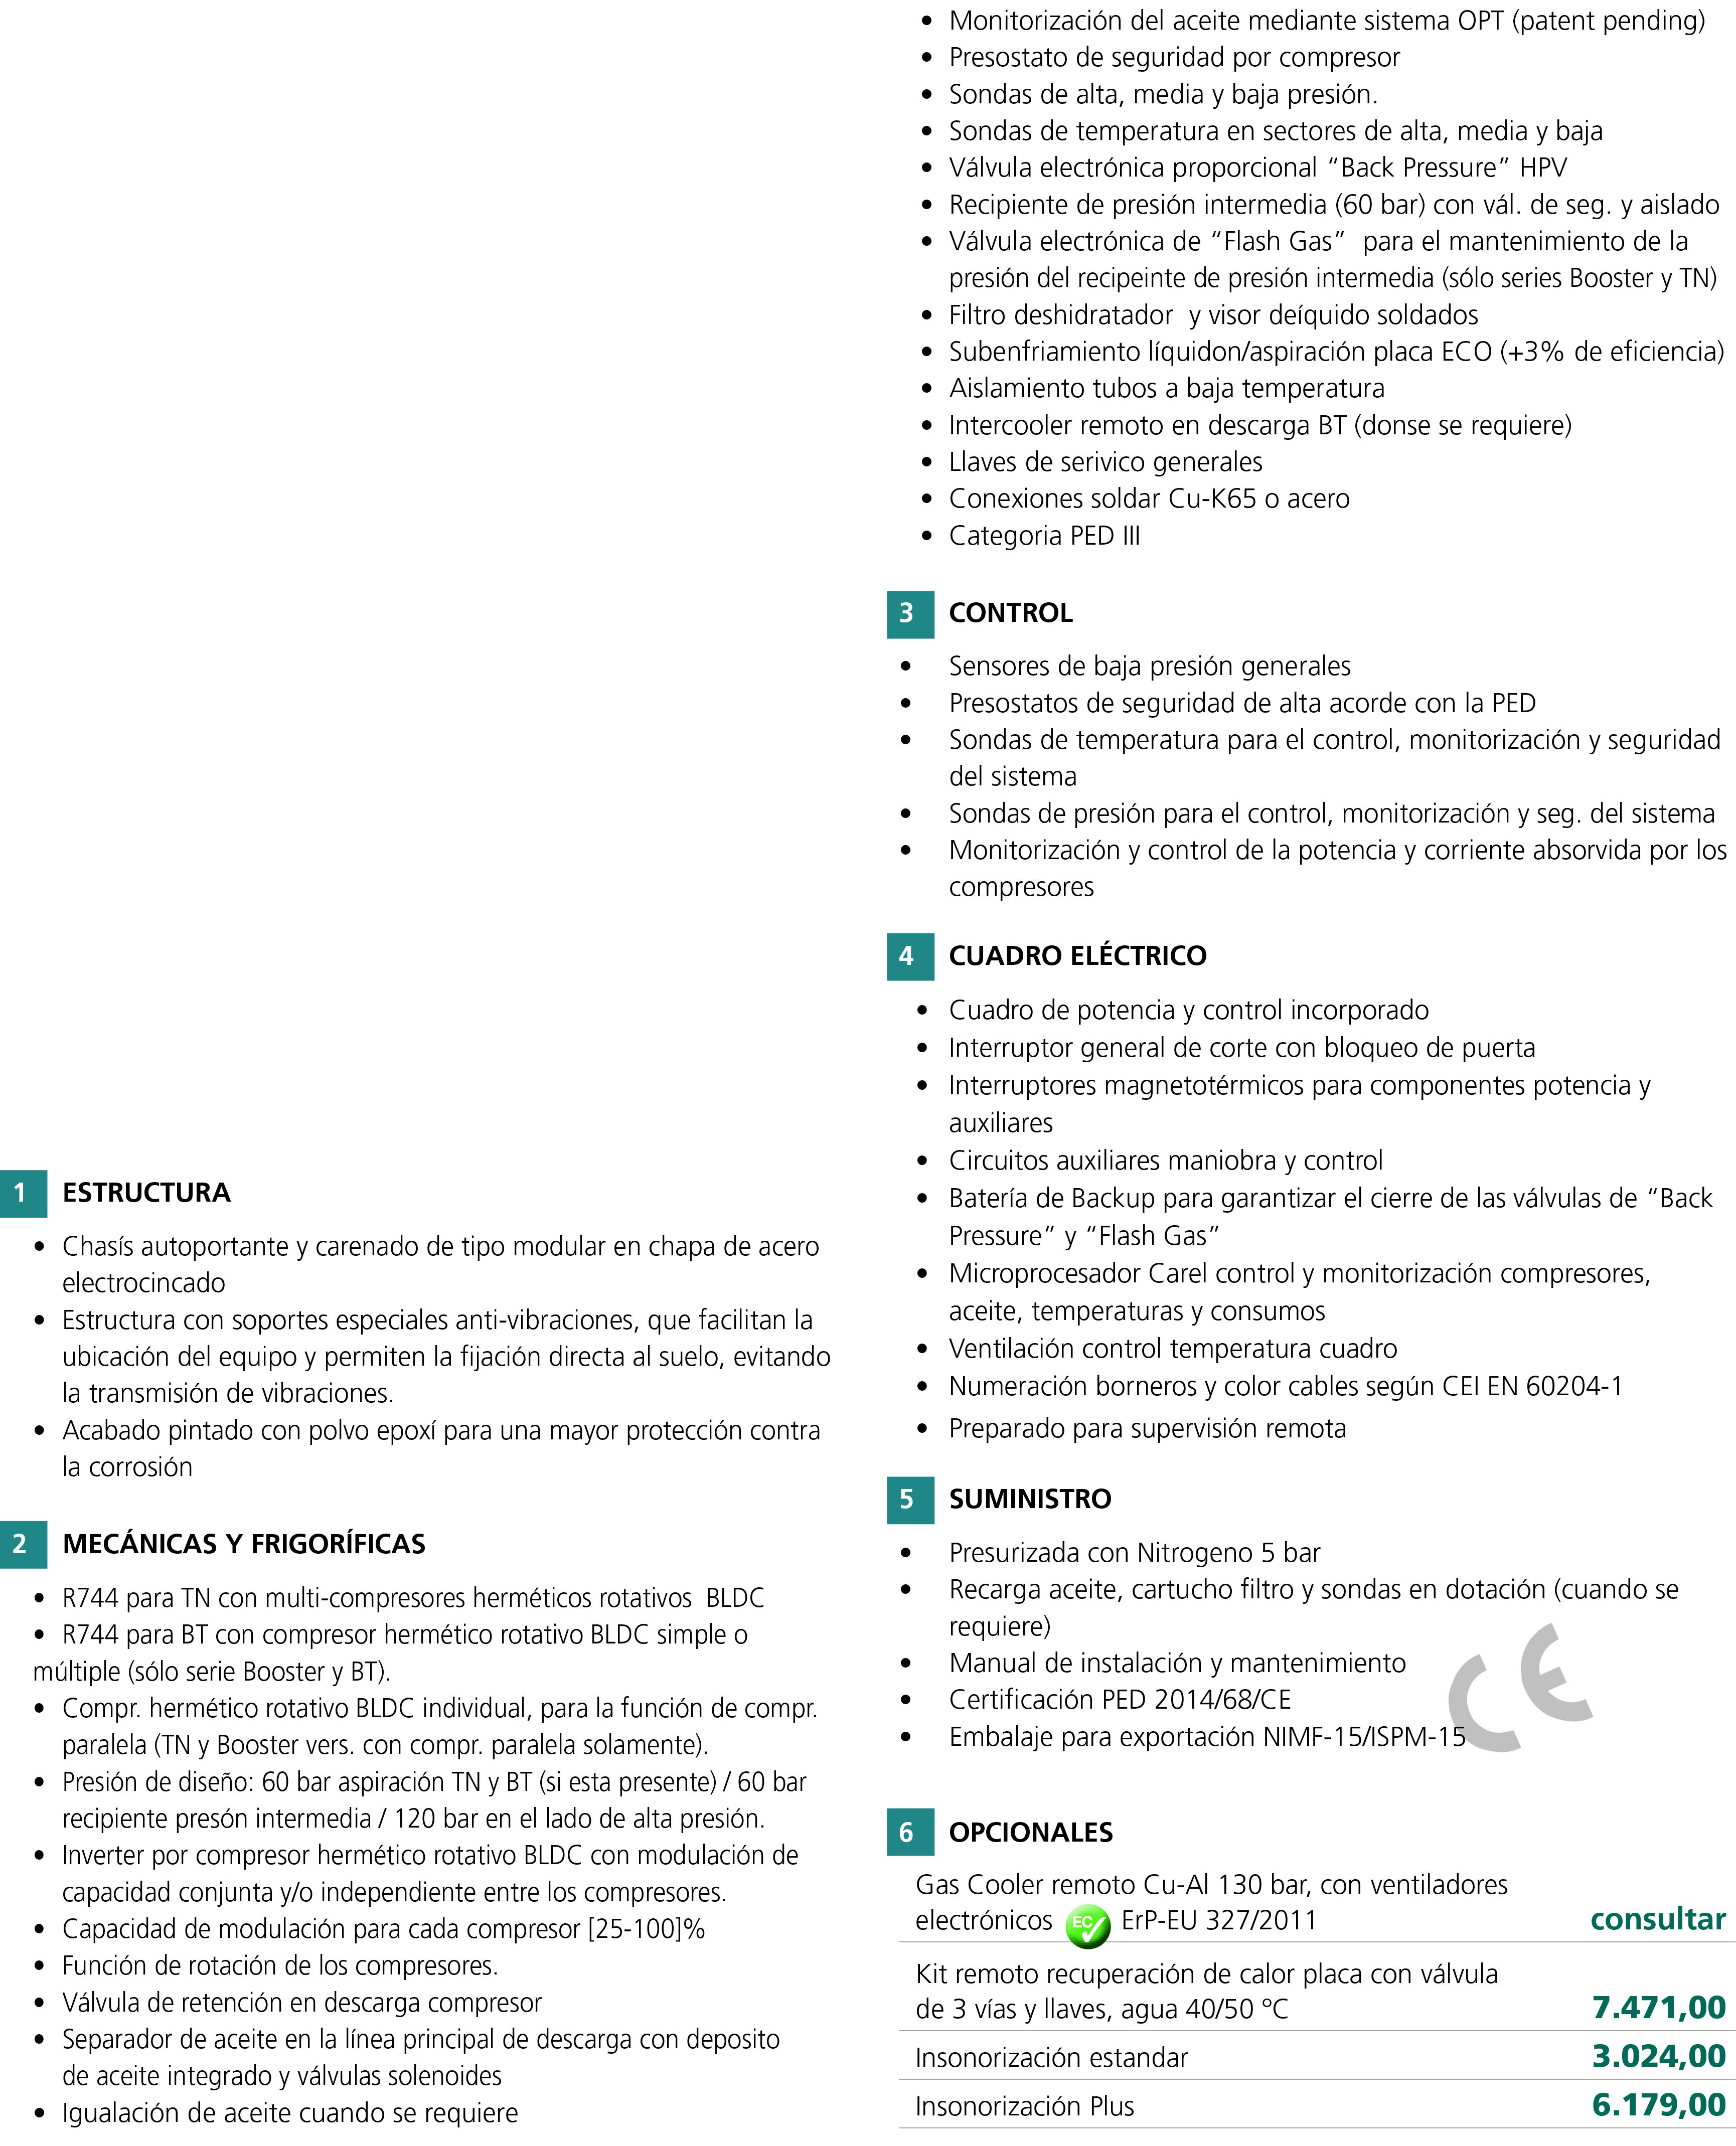 1 ESTRUCTURA
• Chasís autoportante y carenado de tipo modular en chapa de acero
electrocincado
• Estructura con soportes especiales anti-vibraciones, que facilitan la
ubicación del equipo y permiten la fijación directa al suelo, evitando
la transmisión de vibraciones.
• Acabado pintado con polvo epoxí para una mayor protección contra
la corrosión
2 MECÁNICAS Y FRIGORÍFICAS
• R744 para TN con multi-compresores herméticos rotativos  BLDC
• R744 para BT con compresor hermético rotativo BLDC simple o
múltiple (sólo serie Booster y BT).
• Compr. hermético rotativo BLDC individual, para la función de compr.
paralela (TN y Booster vers. con compr. paralela solamente).
• Presión de diseño: 60 bar aspiración TN y BT (si esta presente) / 60 bar
recipiente presón intermedia / 120 bar en el lado de alta presión.
• Inverter por compresor hermético rotativo BLDC con modulación de
capacidad conjunta y/o independiente entre los compresores.
• Capacidad de modulación para cada compresor [25-100]%
• Función de rotación de los compresores.
• Válvula de retención en descarga compresor
• Separador de aceite en la línea principal de descarga con deposito
de aceite integrado y válvulas solenoides
• Igualación de aceite cuando se requiere
• Monitorización del aceite mediante sistema OPT (patent pending)
• Presostato de seguridad por compresor
• Sondas de alta, media y baja presión.
• Sondas de temperatura en sectores de alta, media y baja
• Válvula electrónica proporcional “Back Pressure” HPV
• Recipiente de presión intermedia (60 bar) con vál. de seg. y aislado
• Válvula electrónica de “Flash Gas”  para el mantenimiento de la
presión del recipeinte de presión intermedia (sólo series Booster y TN)
• Filtro deshidratador  y visor deíquido soldados
• Subenfriamiento líquidon/aspiración placa ECO (+3% de eficiencia)
• Aislamiento tubos a baja temperatura
• Intercooler remoto en descarga BT (donse se requiere)
• Llaves de serivico generales
• Conexiones soldar Cu-K65 o acero
• Categoria PED III
3 CONTROL
• Sensores de baja presión generales
• Presostatos de seguridad de alta acorde con la PED
• Sondas de temperatura para el control, monitorización y seguridad
del sistema
• Sondas de presión para el control, monitorización y seg. del sistema
• Monitorización y control de la potencia y corriente absorvida por los
compresores
4 CUADRO ELÉCTRICO
• Cuadro de potencia y control incorporado
• Interruptor general de corte con bloqueo de puerta
• Interruptores magnetotérmicos para componentes potencia y
auxiliares
• Circuitos auxiliares maniobra y control
• Batería de Backup para garantizar el cierre de las válvulas de “Back
Pressure” y “Flash Gas”
• Microprocesador Carel control y monitorización compresores,
aceite, temperaturas y consumos
• Ventilación control temperatura cuadro
• Numeración borneros y color cables según CEI EN 60204-1
• Preparado para supervisión remota
5 SUMINISTRO
• Presurizada con Nitrogeno 5 bar
• Recarga aceite, cartucho filtro y sondas en dotación (cuando se
requiere)
• Manual de instalación y mantenimiento
• Certificación PED 2014/68/CE
• Embalaje para exportación NIMF-15/ISPM-15
CE
6 OPCIONALES
Gas Cooler remoto Cu-Al 130 bar, con ventiladores
electrónicos EC ErP-EU 327/2011 consultar
Kit remoto recuperación de calor placa con válvula
de 3 vías y llaves, agua 40/50 ºC 7.471,00
Insonorización estandar 3.024,00
Insonorización Plus 6.179,00